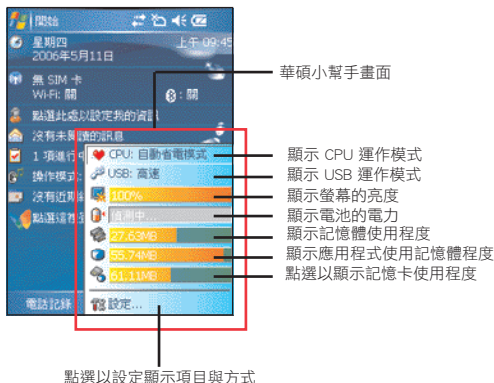 開始
星期四
上午 09:45
2006年5月11日
無 SIM 卡
Wi-Fi: 關
: 關
點選此處以設定我的資訊
沒有未閱讀的訊息
1 項進行中
操作模式:
沒有近期
點選這裡
CPU: 自動省電模式
USB: 高速
100%
偵測中...
27.63MB
55.74MB
61.11MB
電話記錄
設定...
華碩小幫手畫面
顯示 CPU 運作模式
顯示 USB 運作模式
顯示螢幕的亮度
顯示電池的電力
顯示記憶體使用程度
顯示應用程式使用記憶體程度
點選以顯示記憶卡使用程度
點選以設定顯示項目與方式